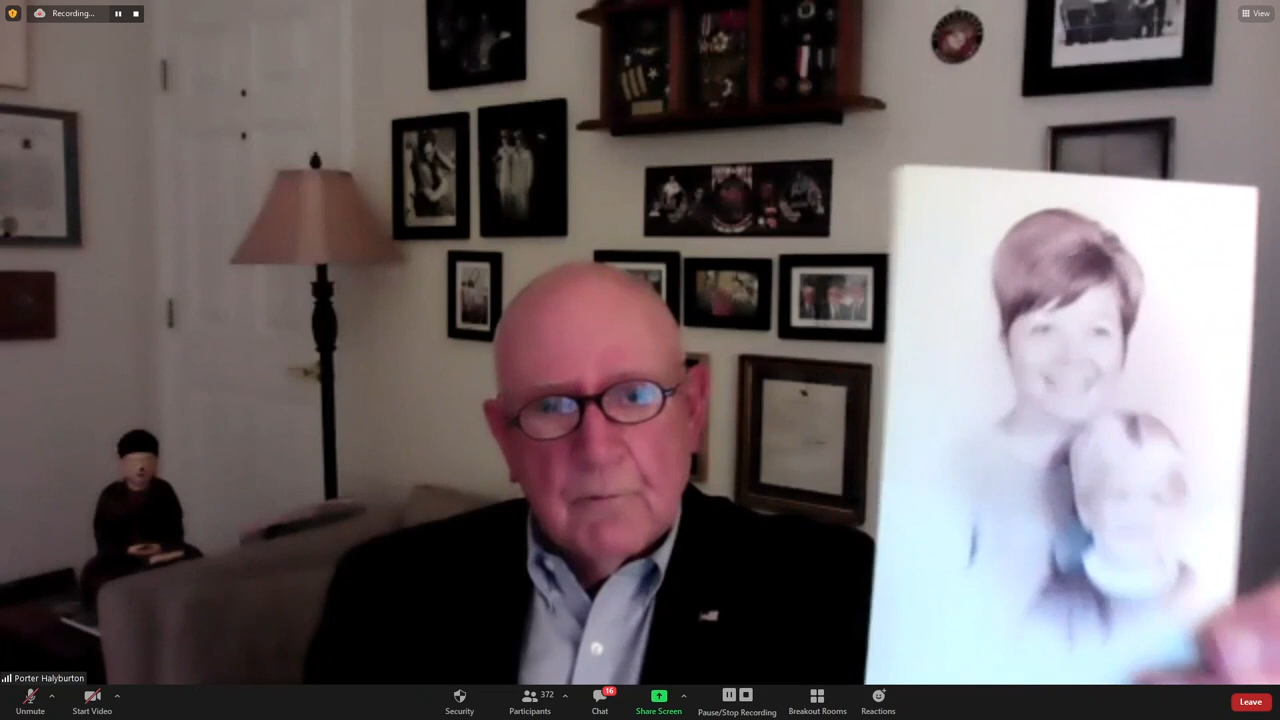 Recording...
View
Porter Halyburton
Unmute
Start Video
Security
372
Participants
16
Chat
Share Screen
Pause/Stop Recording
Breakout Rooms
Reactions
Leave